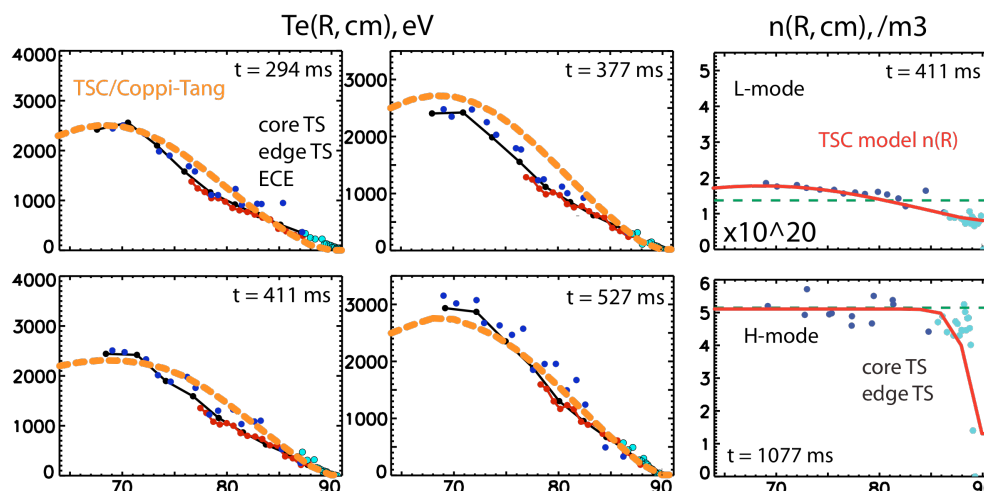 Te(R, cm), eV
n(R, cm), /m3
4000
3000
2000
1000
0
t = 294 ms
TSC/Coppi-Tang
core TS
edge TS
ECE
4000
3000
2000
1000
0
t = 377 ms
5
4
3
2
1
0
t = 411 ms
L-mode
TSC model n(R)
x10^20
4000
3000
2000
1000
0
t = 411 ms
70
80
90
3000
2000
1000
0
t = 527 ms
70
80
90
6
5
4
3
2
1
0
H-mode
core TS
edge TS
t = 1077 ms
70
80